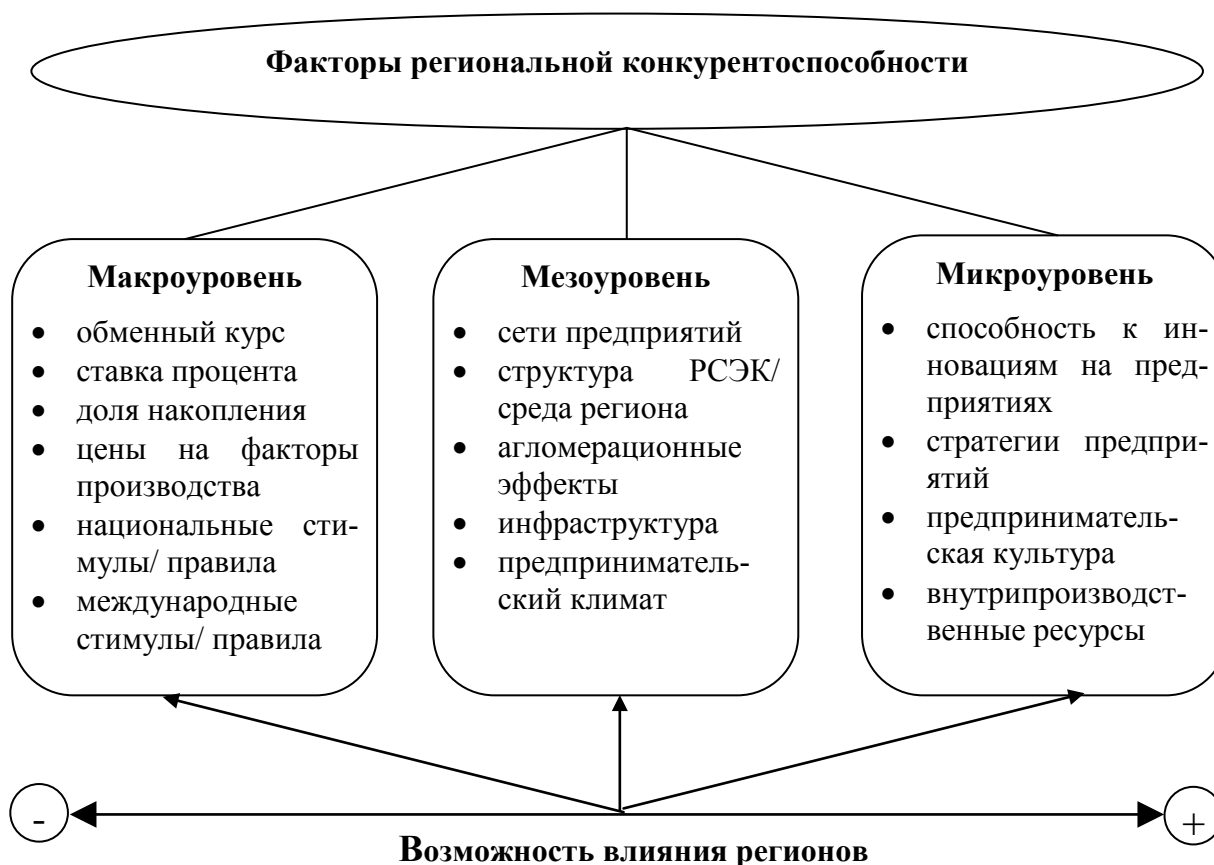 Факторы региональной конкурентоспособности
Макроуровень
• обменный курс
• ставка процента
• доля накопления
• цены на факторы
производства
• национальные сти-
мулы/ правила
• международные
стимулы/ правила
Мезоуровень
• сети предприятий
• структура РСЭК/
среда региона
• агломерационные
эффекты
• инфраструктура
• предприниматель-
ский климат
Микроуровень
• способность к ин-
новациям на пред-
приятиях
• стратегии предпри-
ятий
• предприниматель-
ская культура
• внутрипроизводст-
венные ресурсы
-
+
Возможность влияния регионов